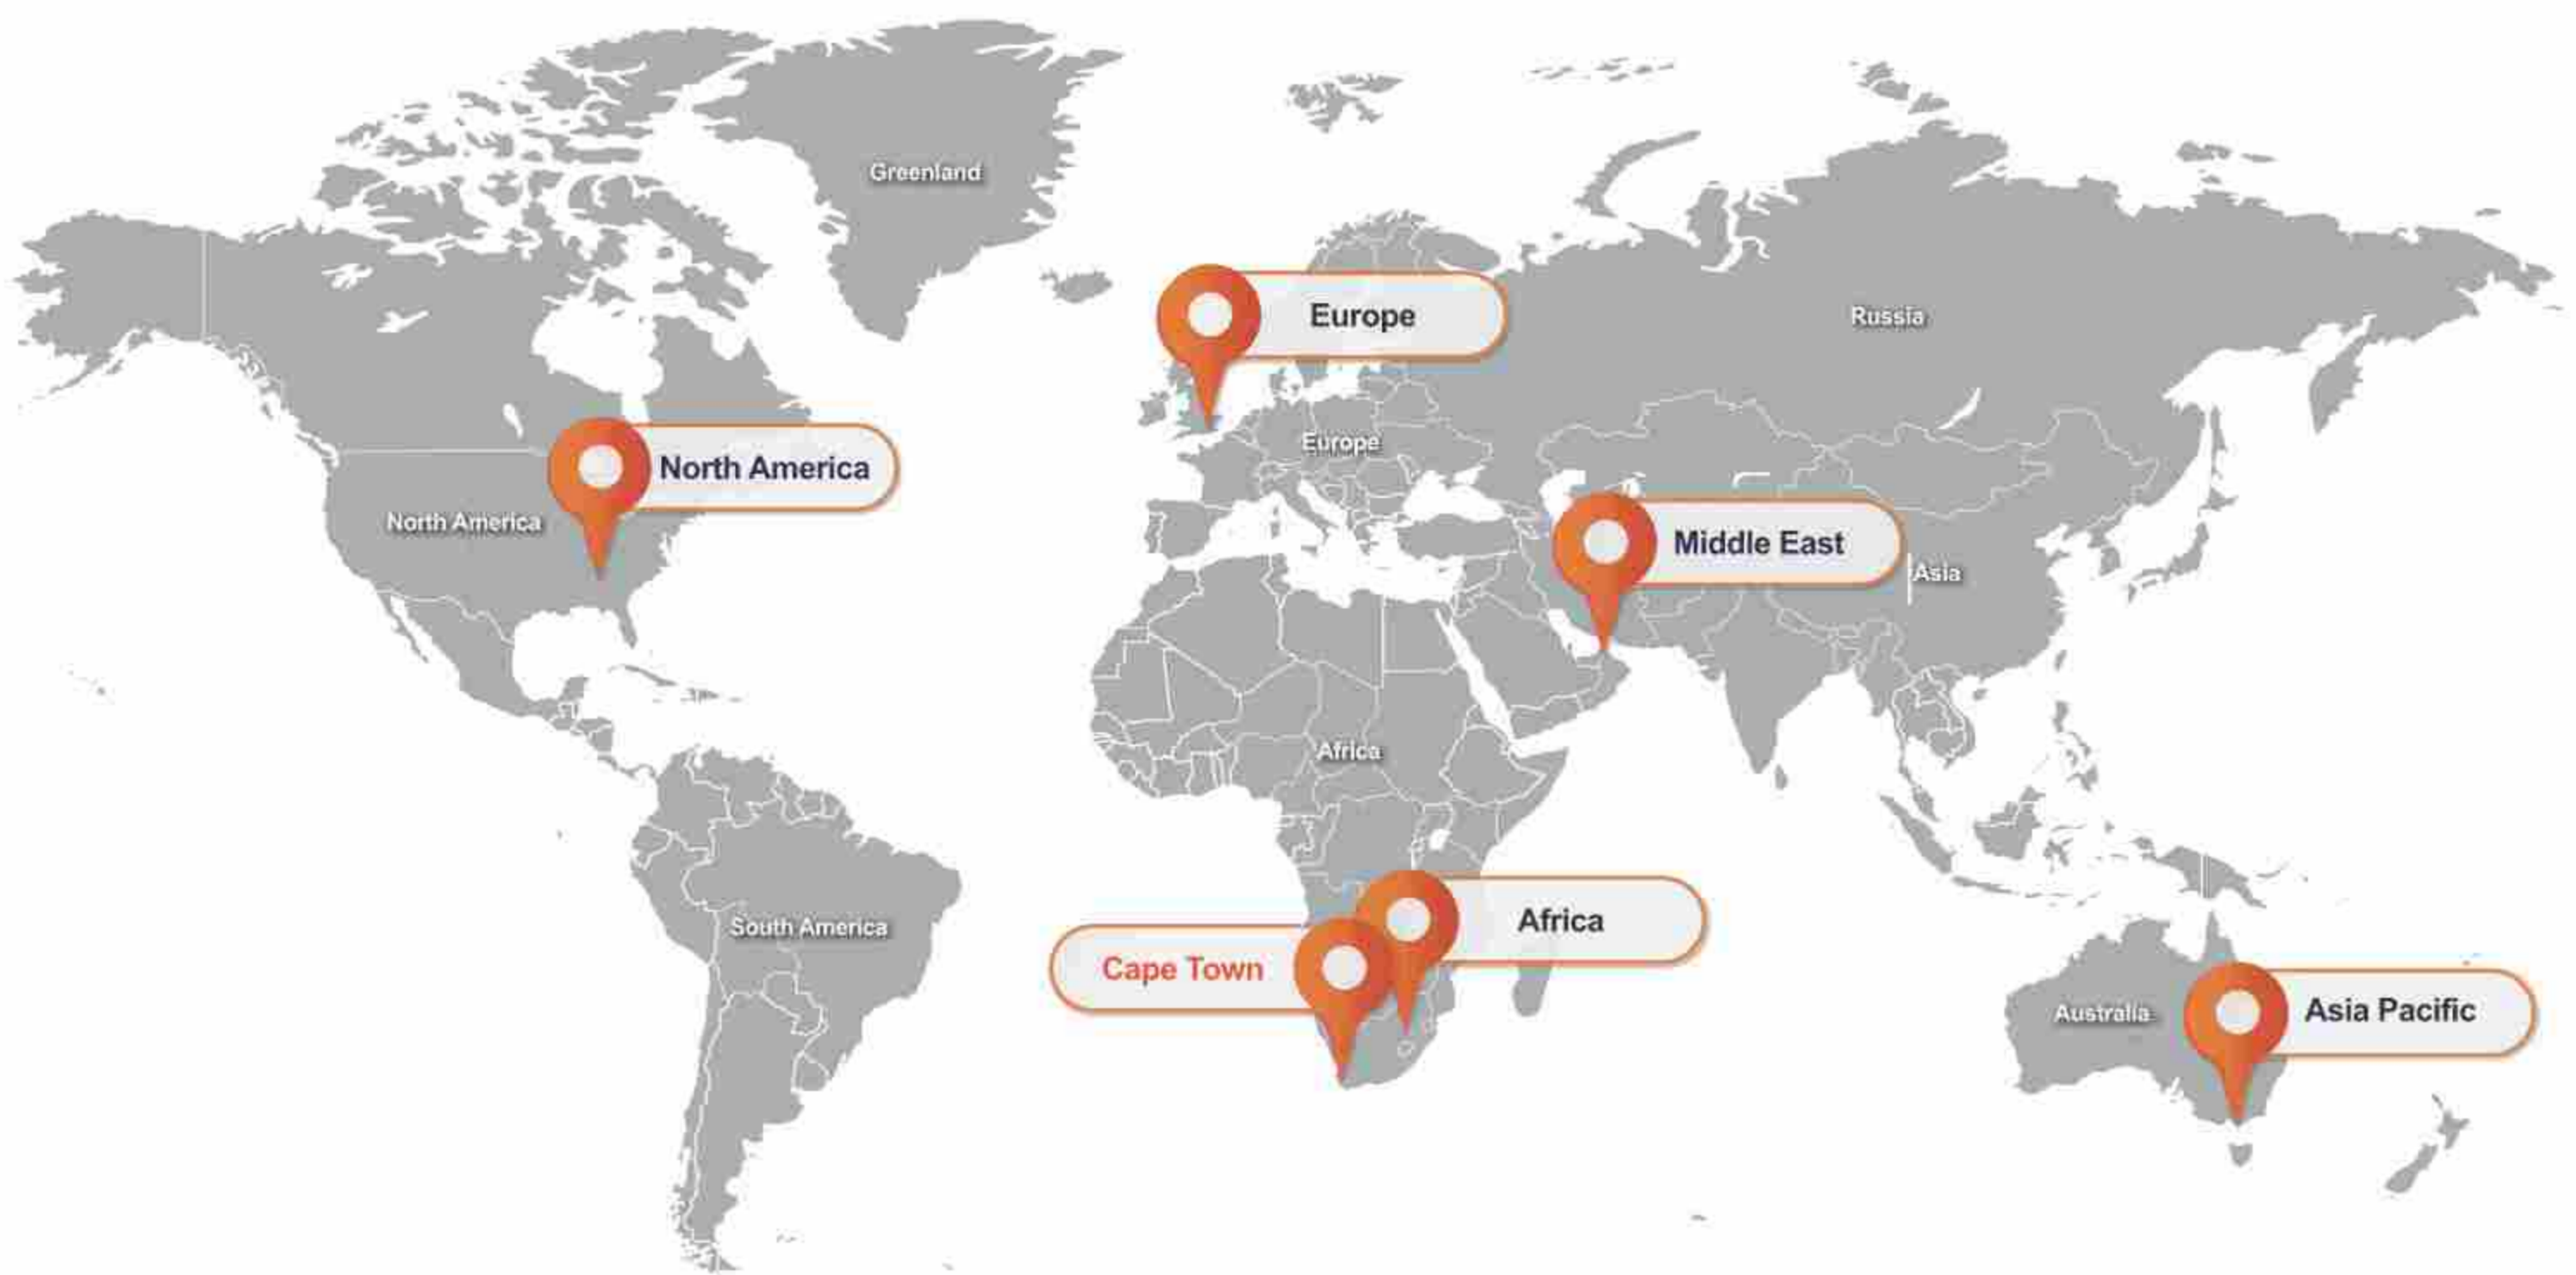 Greenland
Europe
Russia
Europe
North America
North America
Middle East
Asia
Africa
Africa
South America
Cape Town
Asia Pacific
Australia